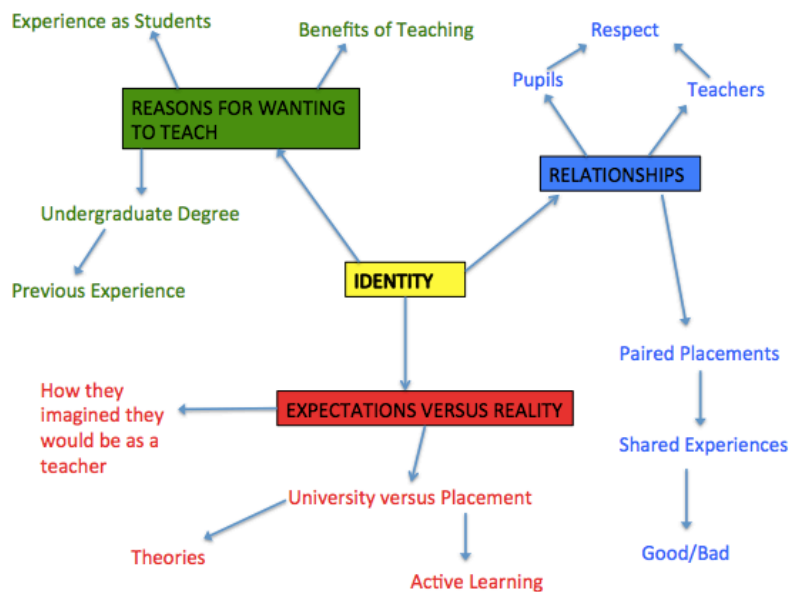 Experience as Students
Benefits of Teaching
REASONS FOR WANTING
TO TEACH
Undergraduate Degree
Previous Experience
Respect
Pupils
Teachers
RELATIONSHIPS
IDENTITY
Paired Placements
Shared Experiences
Good/Bad
EXPECTATIONS VERSUS REALITY
How they
imagined they
would be as a
teacher
University versus Placement
Theories
Active Learning